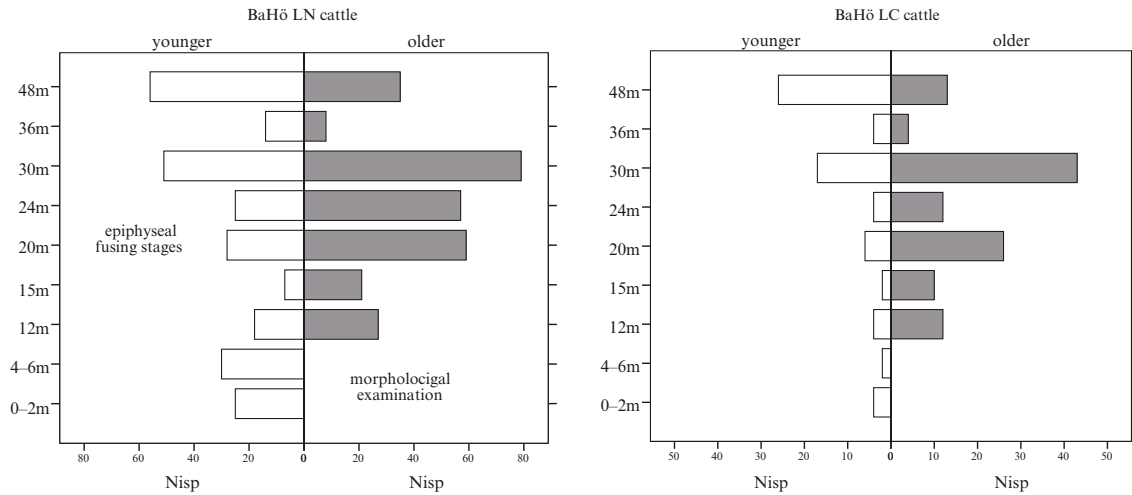 BaHö LN cattle
younger older
48m
36m
30m
24m
epiphyseal
fusing stages
20m
15m
12m
4–6m
morpholocigal
examination
0–2m
80 60 40 20 0 20 40 60 80
Nisp Nisp
BaHö LC cattle
younger older
48m
36m
30m
24m
20m
15m
12m
4–6m
0–2m
50 40 30 20 10 0 10 20 30 40 50
Nisp Nisp